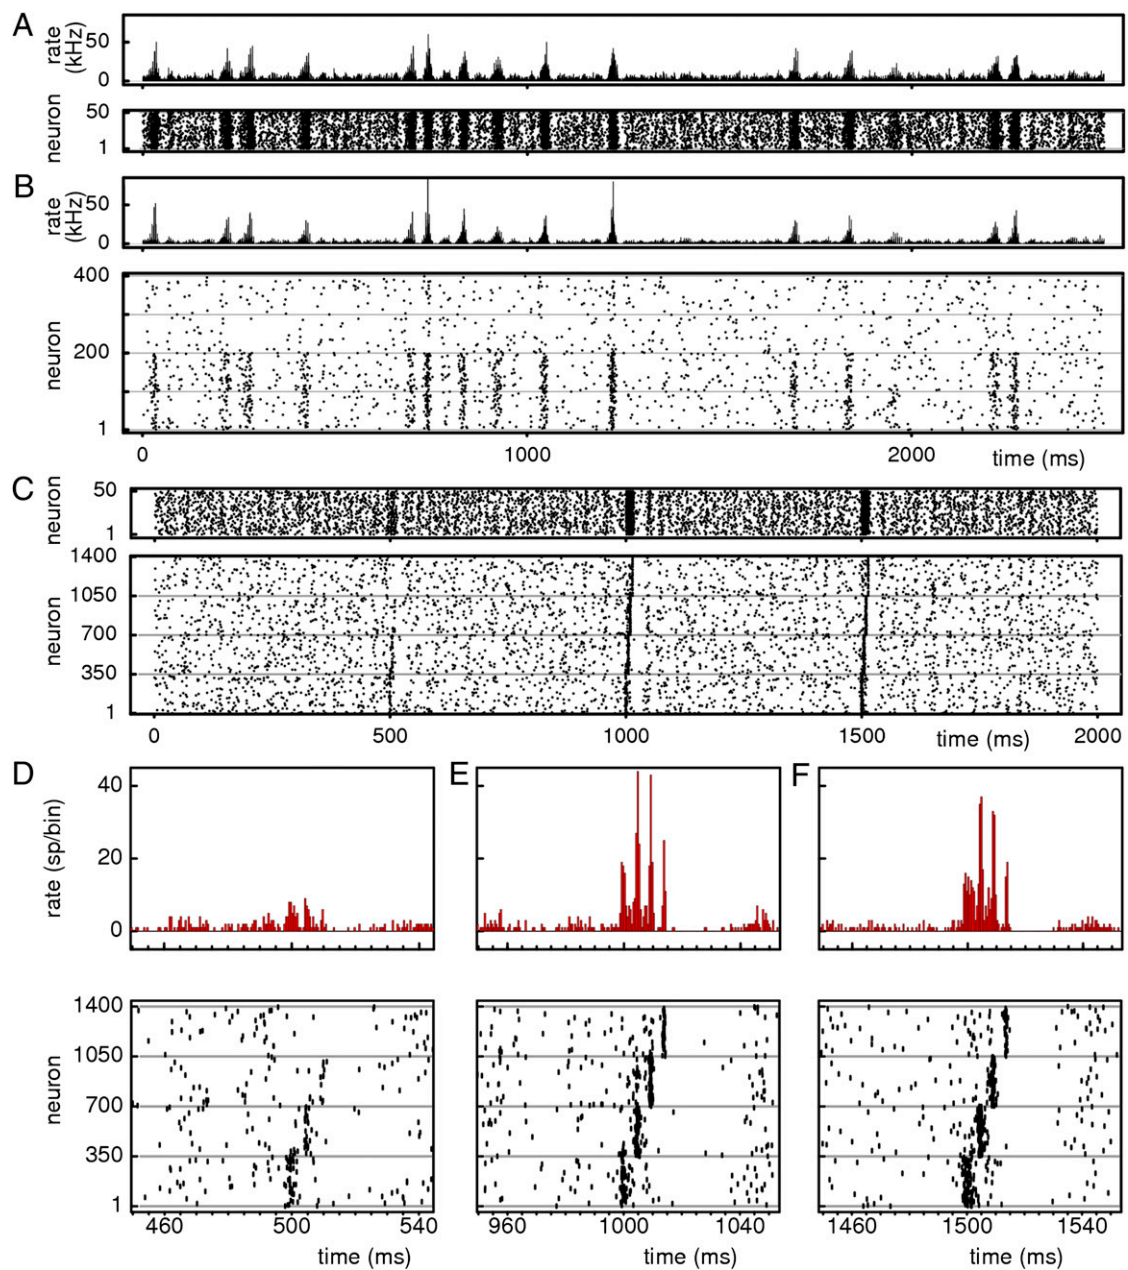 A
rate
(kHz)
50
0
neuron
50
1
B
rate
(kHz)
50
0
neuron
400
200
1
0 1000 2000 time (ms)
C
neuron
50
1
neuron
1400
1050
700
350
1
0 500 1000 1500 time (ms) 2000
D E F
rate (sp/bin)
40
20
0
neuron
1400
1050
700
350
1
460 500 540 960 1000 1040 1460 1500 1540
time (ms) time (ms) time (ms)